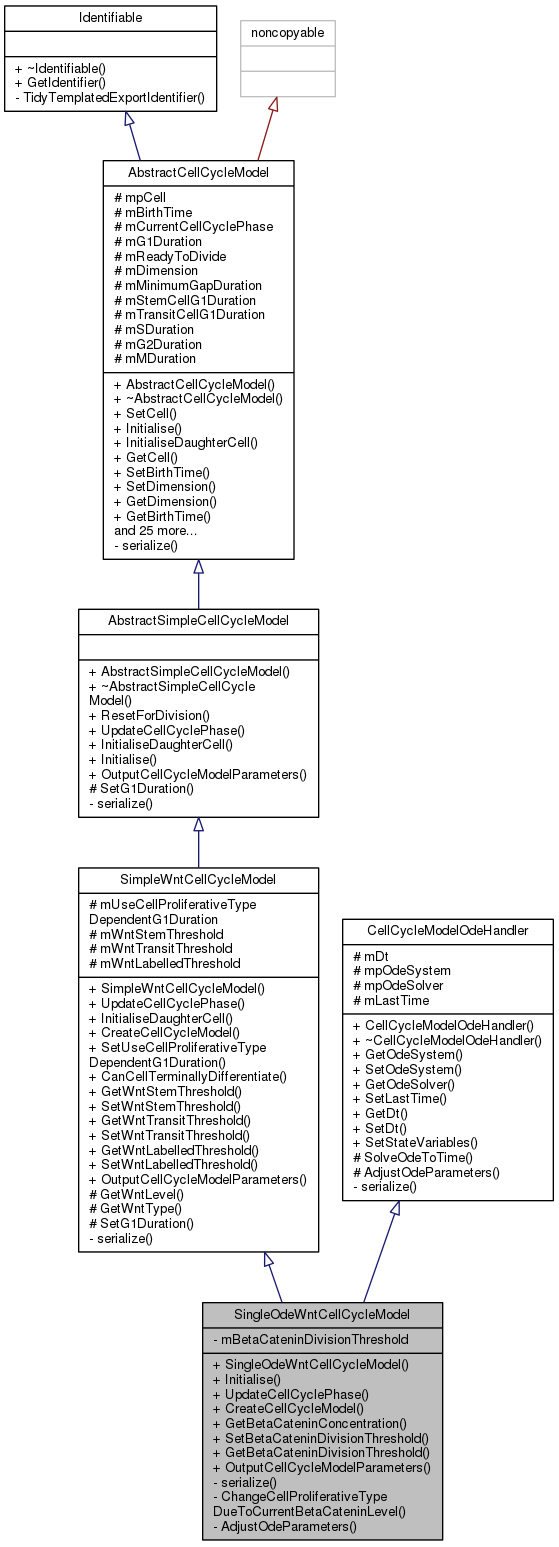 Identifiable
+ ~Identifiable()
+ GetIdentifier()
- TidyTemplatedExportIdentifier()
noncopyable
AbstractCellCycleModel
# mpCell
# mBirthTime
# mCurrentCellCyclePhase
# mG1Duration
# mReadyToDivide
# mDimension
# mMinimumGapDuration
# mStemCellG1Duration
# mTransitCellG1Duration
# mSDuration
# mG2Duration
# mMDuration
+ AbstractCellCycleModel()
+ ~AbstractCellCycleModel()
+ SetCell()
+ Initialise()
+ InitialiseDaughterCell()
+ GetCell()
+ SetBirthTime()
+ SetDimension()
+ GetDimension()
+ GetBirthTime()
and 25 more...
- serialize()
AbstractSimpleCellCycleModel
+ AbstractSimpleCellCycleModel()
+ ~AbstractSimpleCellCycle
Model()
+ ResetForDivision()
+ UpdateCellCyclePhase()
+ InitialiseDaughterCell()
+ Initialise()
+ OutputCellCycleModelParameters()
# SetG1Duration()
- serialize()
SimpleWntCellCycleModel
# mUseCellProliferativeType
DependentG1Duration
# mWntStemThreshold
# mWntTransitThreshold
# mWntLabelledThreshold
+ SimpleWntCellCycleModel()
+ UpdateCellCyclePhase()
+ InitialiseDaughterCell()
+ CreateCellCycleModel()
+ SetUseCellProliferativeType
DependentG1Duration()
+ CanCellTerminallyDifferentiate()
+ GetWntStemThreshold()
+ SetWntStemThreshold()
+ GetWntTransitThreshold()
+ SetWntTransitThreshold()
+ GetWntLabelledThreshold()
+ SetWntLabelledThreshold()
+ OutputCellCycleModelParameters()
# GetWntLevel()
# GetWntType()
# SetG1Duration()
- serialize()
CellCycleModelOdeHandler
# mDt
# mpOdeSystem
# mpOdeSolver
# mLastTime
+ CellCycleModelOdeHandler()
+ ~CellCycleModelOdeHandler()
+ GetOdeSystem()
+ SetOdeSystem()
+ GetOdeSolver()
+ SetLastTime()
+ GetDt()
+ SetDt()
+ SetStateVariables()
# SolveOdeToTime()
# AdjustOdeParameters()
- serialize()
SingleOdeWntCellCycleModel
- mBetaCateninDivisionThreshold
+ SingleOdeWntCellCycleModel()
+ Initialise()
+ UpdateCellCyclePhase()
+ CreateCellCycleModel()
+ GetBetaCateninConcentration()
+ SetBetaCateninDivisionThreshold()
+ GetBetaCateninDivisionThreshold()
+ OutputCellCycleModelParameters()
- serialize()
- ChangeCellProliferativeType
DueToCurrentBetaCateninLevel()
- AdjustOdeParameters()